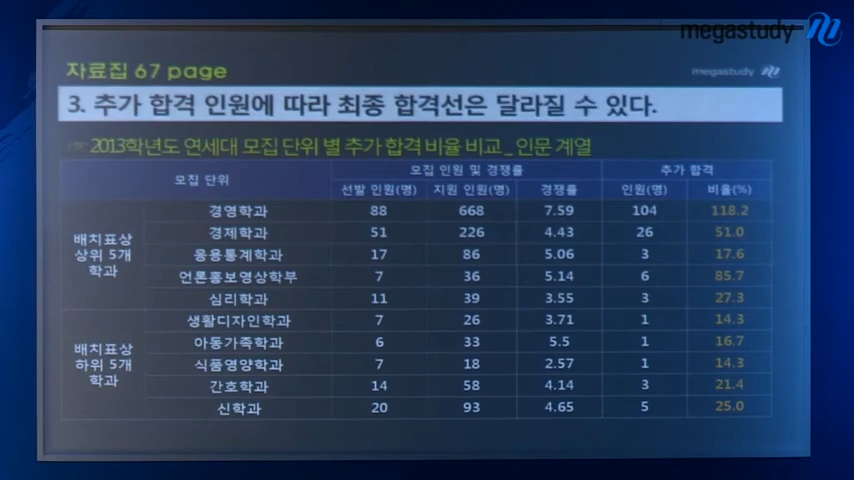 megastudy
자료집 67 page
megastudy
3. 추가 합격 인원에 따라 최종 합격선은 달라질 수 있다.
2013학년도 연세대 모집 단위 별 추가 합격 비율 비교 _ 인문 계열
모집 단위 모집 인원 및 경쟁률 추가 합격
선발 인원(명) 지원 인원(명) 경쟁률 인원(명) 비율(%)
배치표상 상위 5개 학과
경영학과 88 668 7.59 104 118.2
경제학과 51 226 4.43 26 51.0
응용통계학과 17 86 5.06 3 17.6
언론홍보영상학부 7 36 5.14 6 85.7
심리학과 11 39 3.55 3 27.3
배치표상 하위 5개 학과
생활디자인학과 7 26 3.71 1 14.3
아동가족학과 6 33 5.5 1 16.7
식품영양학과 7 18 2.57 1 14.3
간호학과 14 58 4.14 3 21.4
신학과 20 93 4.65 5 25.0